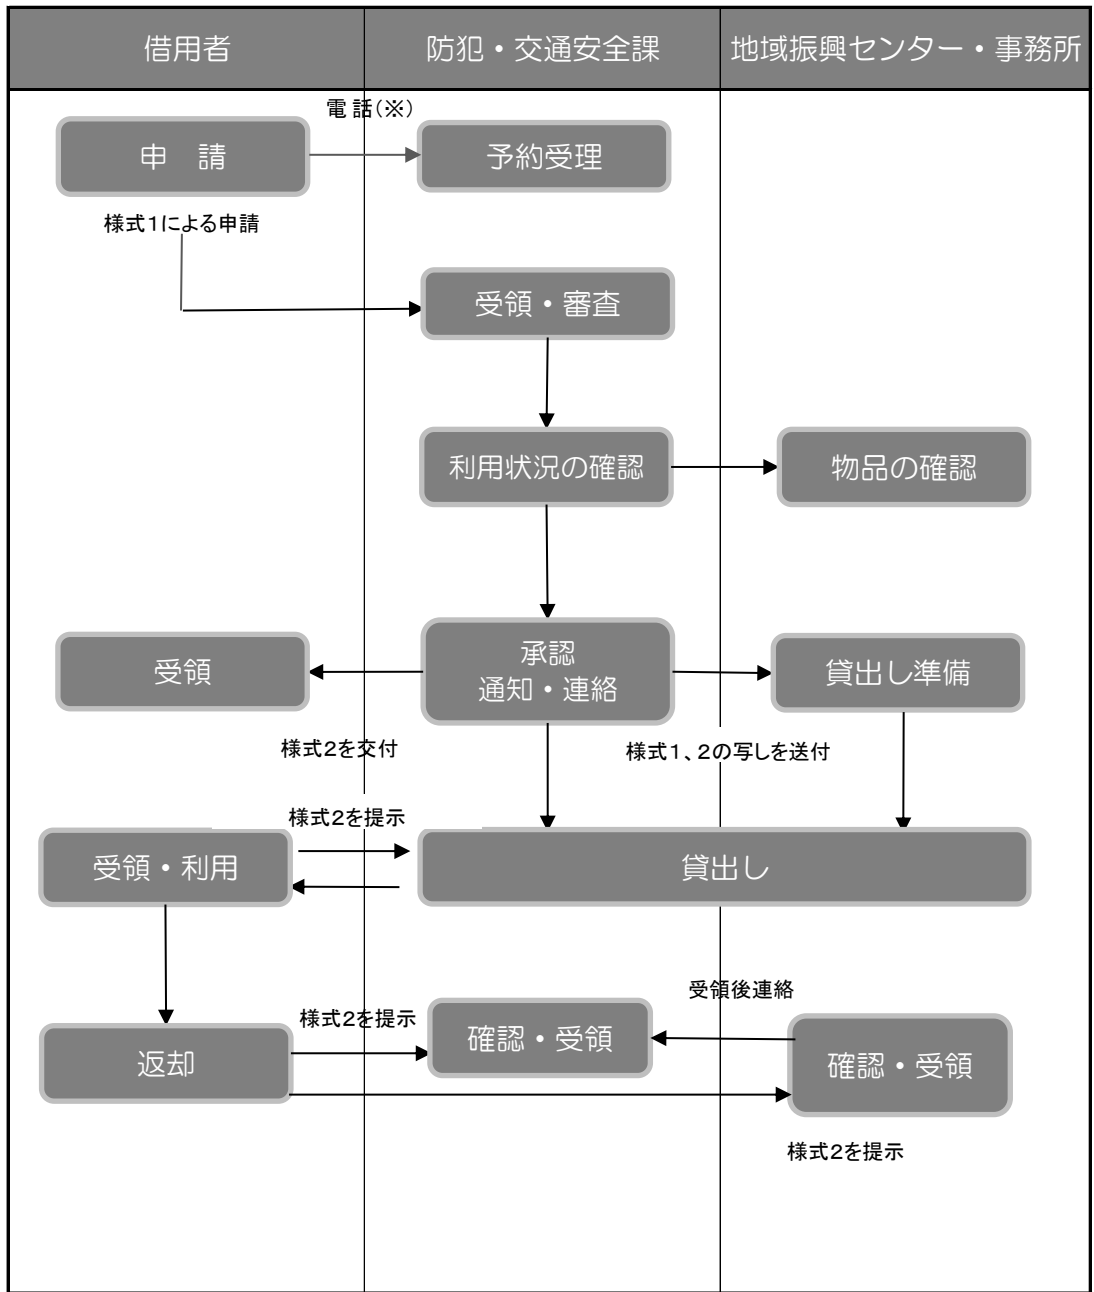 借用者
防犯・交通安全課
地域振興センター・事務所
電話(※)
申　請
予約受理
様式1による申請
受領・審査
利用状況の確認
物品の確認
受領
承認
通知・連絡
貸出し準備
様式2を交付
様式1、2の写しを送付
様式2を提示
受領・利用
貸出し
受領後連絡
様式2を提示
返却
確認・受領
確認・受領
様式2を提示